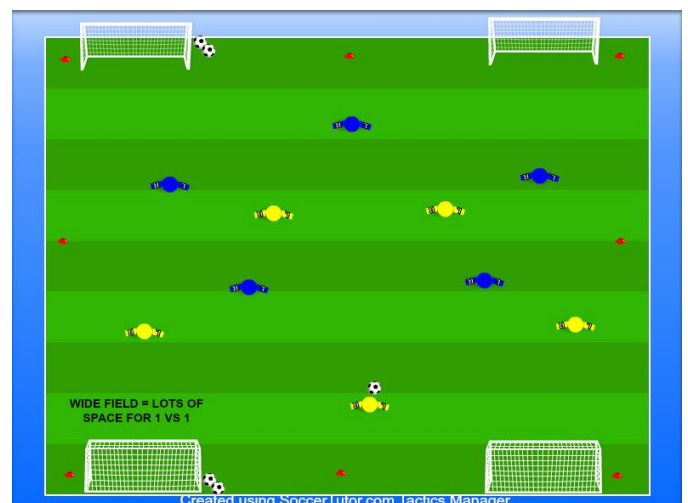 WIDE FIELD = LOTS OF
SPACE FOR 1 VS 1
Created using SoccerTutor.com Tactics Manager